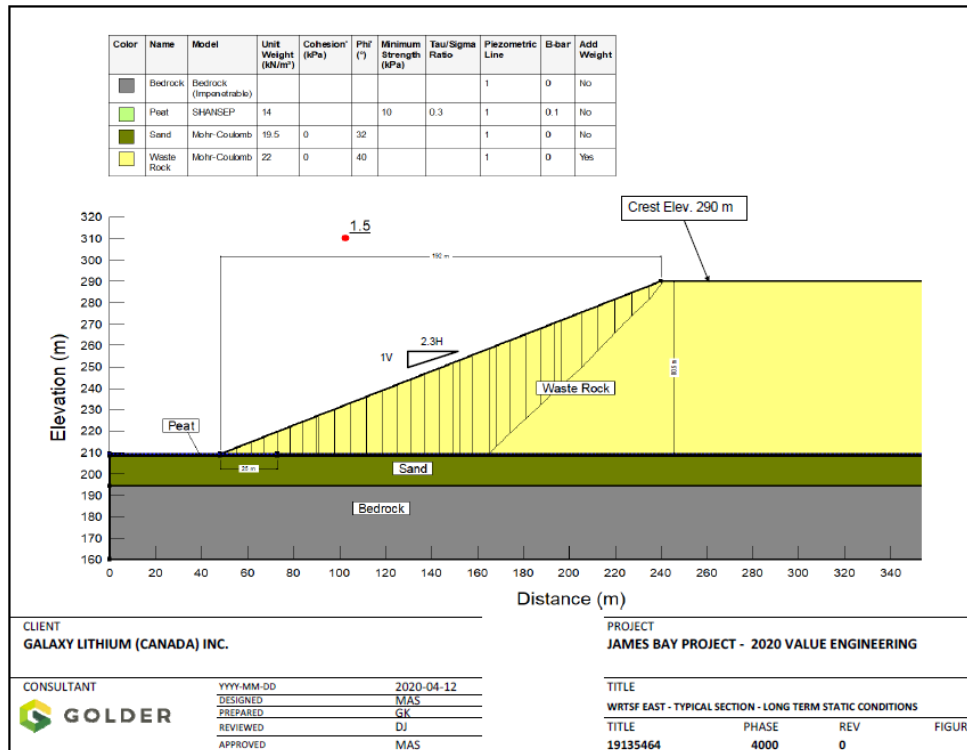 Color Name Model Unit Weight (kN/m³) Cohesion' (kPa) Phi' (°) Minimum Strength (kPa) Tau/Sigma Ratio Piezometric Line B-bar Add Weight
Bedrock Bedrock (Impenetrable) 1 0 No
Peat SHANSEP 14 10 0.3 1 0.1 No
Sand Mohr-Coulomb 19.5 0 32 1 0 No
Waste Rock Mohr-Coulomb 22 0 40 1 0 Yes
Crest Elev. 290 m
1.5
192 m
2.3H
1V
Waste Rock
Peat
25 m
Sand
Bedrock
Elevation (m)
320
310
300
290
280
270
260
250
240
230
220
210
200
190
180
170
160
0 20 40 60 80 100 120 140 160 180 200 220 240 260 280 300 320 340
Distance (m)
CLIENT
GALAXY LITHIUM (CANADA) INC.
PROJECT
JAMES BAY PROJECT - 2020 VALUE ENGINEERING
CONSULTANT
GOLDER
YYYY-MM-DD 2020-04-12
DESIGNED MAS
PREPARED GK
REVIEWED DJ
APPROVED MAS
TITLE
WRTSF EAST - TYPICAL SECTION - LONG TERM STATIC CONDITIONS
TITLE PHASE REV FIGUR
19135464 4000 0